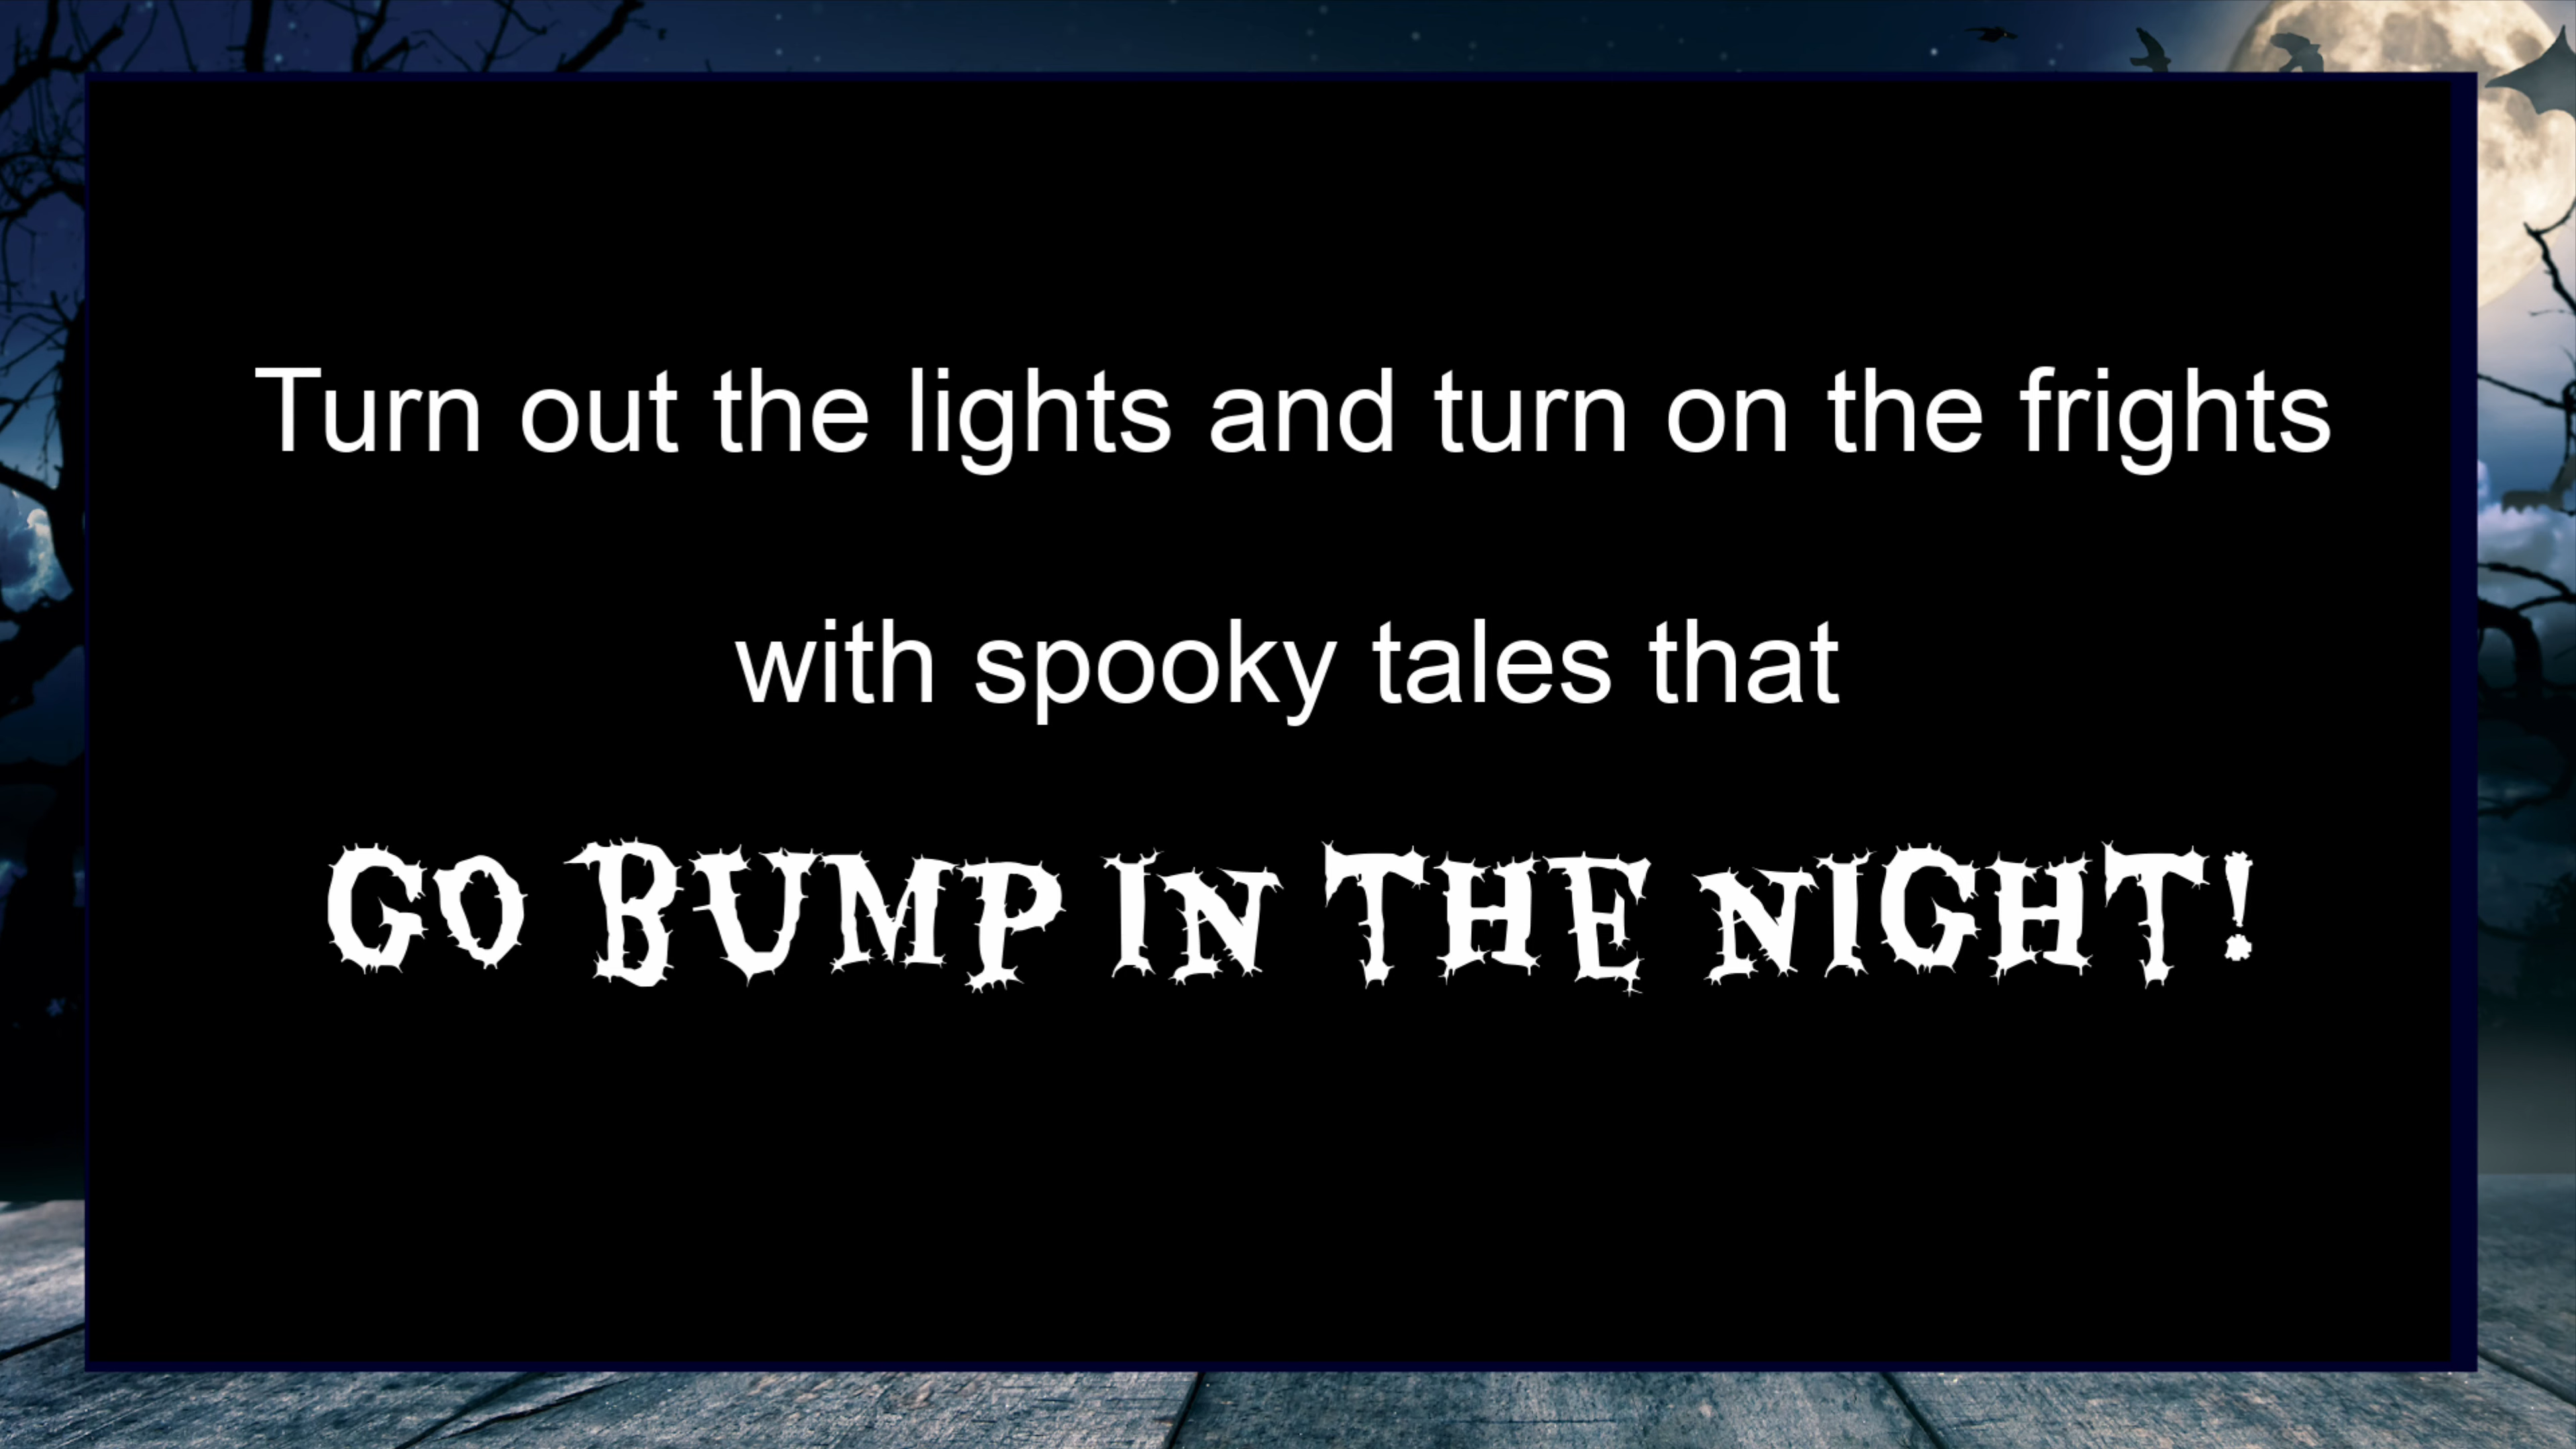 Turn out the lights and turn on the frights
with spooky tales that
GO BUMP IN THE NIGHT!